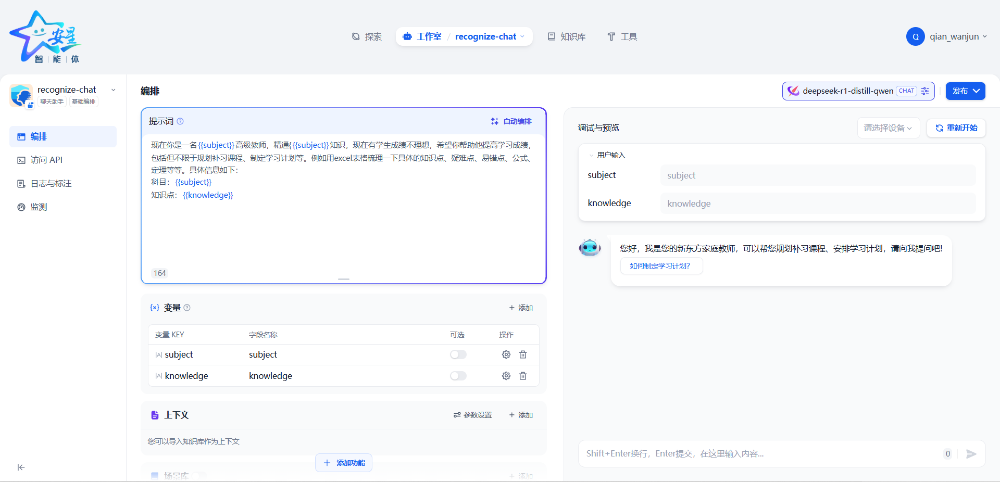 安星
智 | 能 | 体
探索
工作室 / recognize-chat
知识库
工具
Q qian_wanjun
recognize-chat
聊天助手 基础编排
编排
访问 API
日志与标注
监测
编排
deepseek-r1-distill-qwen CHAT
发布
提示词
自动编排
现在你是一名{{subject}}高级教师，精通{{{subject}}知识，现在有学生成绩不理想，希望你帮助他提高学习成绩，
包括但不限于规划补习课程、制定学习计划等。例如用excel表格梳理一下具体的知识点、疑难点、易错点、公式、
定理等等。具体信息如下：
科目：{{subject}}
知识点：{{knowledge}}
164
{x} 变量
+ 添加
变量 KEY 字段名称 可选 操作
subject subject
knowledge knowledge
上下文
参数设置
+ 添加
您可以导入知识库作为上下文
+ 添加功能
场景库
+ 添加
调试与预览
请选择设备
重新开始
用户输入
subject subject
knowledge knowledge
您好，我是您的新东方家庭教师，可以帮您规划补习课程、安排学习计划，请向我提问吧!
如何制定学习计划?
Shift+Enter换行，Enter提交，在这里输入内容... 0